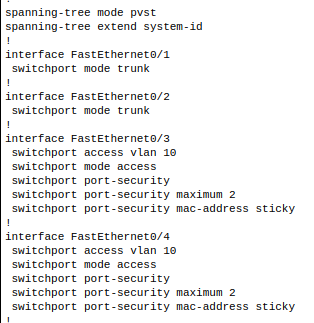 !
spanning-tree mode pvst
spanning-tree extend system-id
!
interface FastEthernet0/1
 switchport mode trunk
!
interface FastEthernet0/2
 switchport mode trunk
!
interface FastEthernet0/3
 switchport access vlan 10
 switchport mode access
 switchport port-security
 switchport port-security maximum 2
 switchport port-security mac-address sticky
!
interface FastEthernet0/4
 switchport access vlan 10
 switchport mode access
 switchport port-security
 switchport port-security maximum 2
 switchport port-security mac-address sticky
!